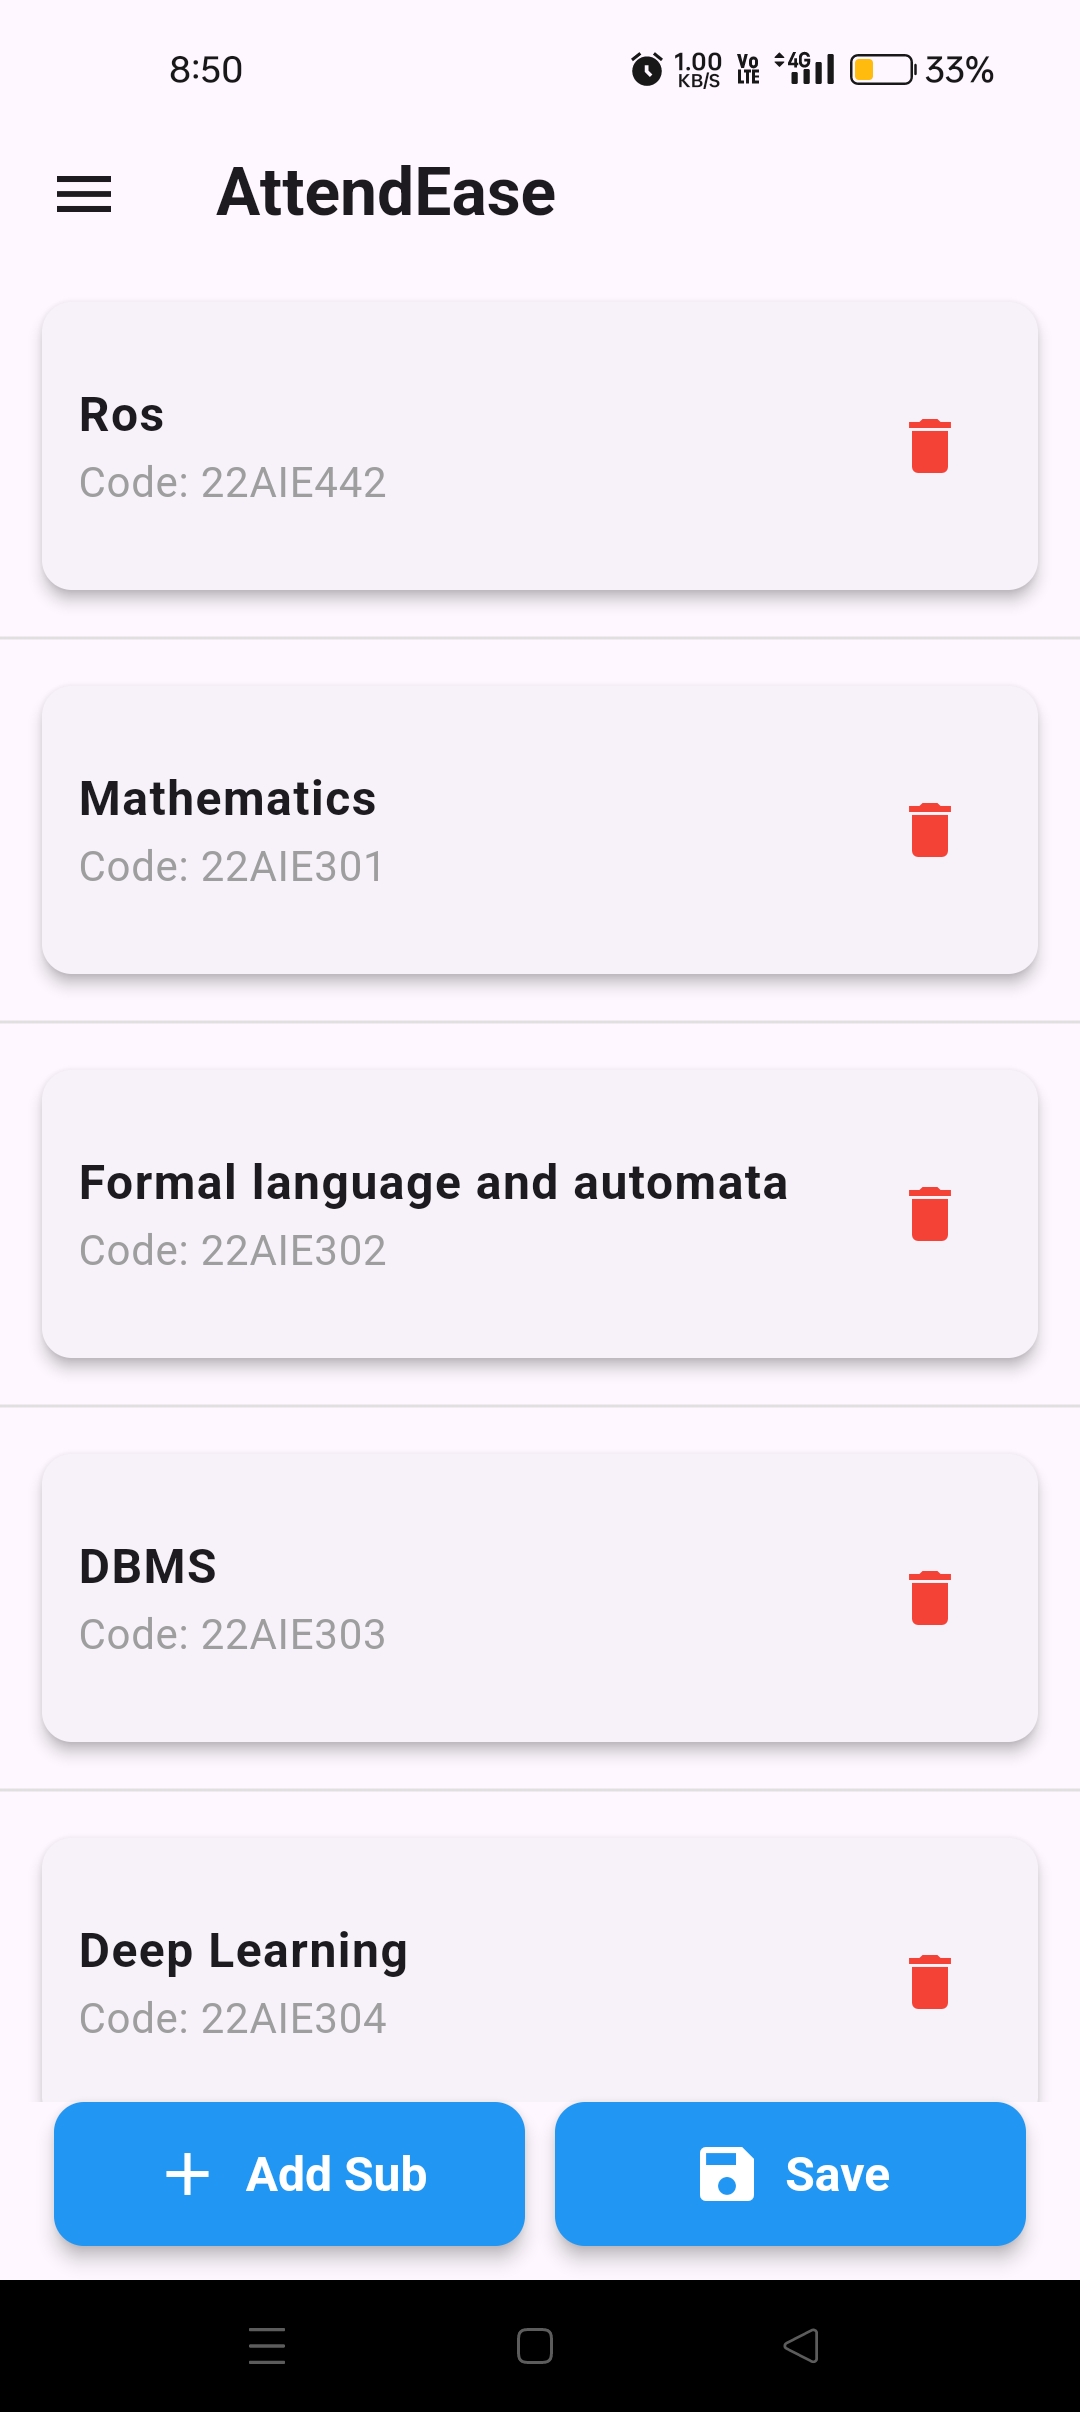 8:50
1.00 KB/S
Vo LTE
4G
33%
AttendEase
Ros
Code: 22AIE442
Mathematics
Code: 22AIE301
Formal language and automata
Code: 22AIE302
DBMS
Code: 22AIE303
Deep Learning
Code: 22AIE304
Add Sub
Save